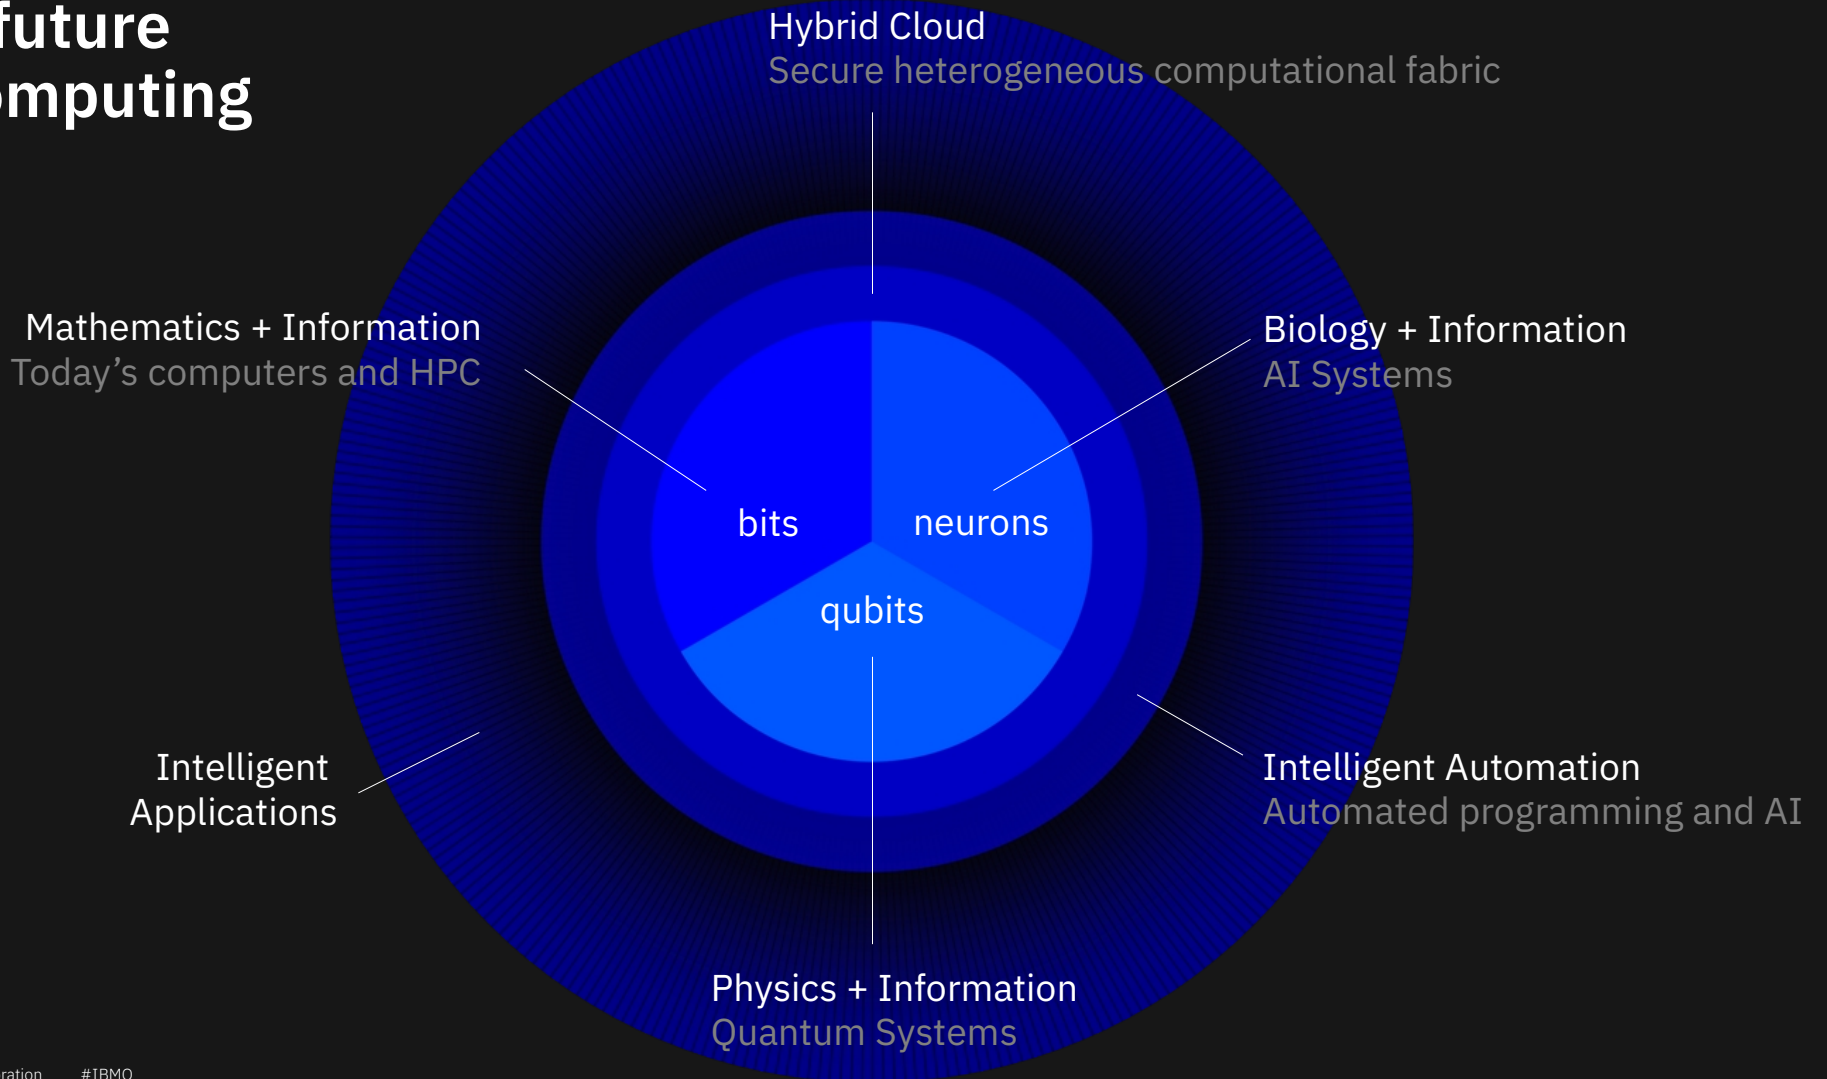 future
omputing
Hybrid Cloud
Secure heterogeneous computational fabric
Mathematics + Information
Today’s computers and HPC
Biology + Information
AI Systems
bits
neurons
qubits
Intelligent
Applications
Intelligent Automation
Automated programming and AI
Physics + Information
Quantum Systems
ration #IBMQ